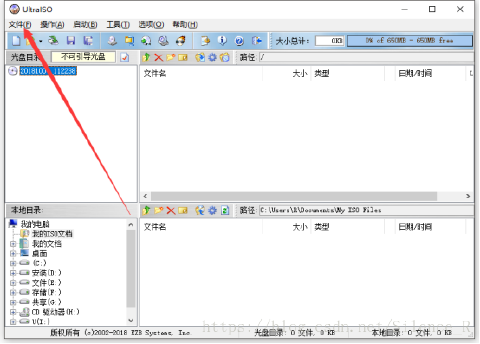 UltraISO
文件(F) 操作(A) 启动(B) 工具(T) 选项(O) 帮助(H)
大小总计: 0KB 0% of 650MB - 650MB free
光盘目录: 不可引导光盘 路径: /
文件名 大小 类型 日期/时间
本地目录: 路径: C:\Users\A\Documents\My ISO Files
文件名 大小 类型 日期/时间
我的电脑
我的ISO文档
我的文档
桌面
(C:)
安装(D:)
文件(E:)
存储(F:)
共享(G:)
CD 驱动器(H:)
U(I:)
版权所有 (c)2002-2018 EZB Systems, Inc. 光盘目录: 0 文件, 0 KB 本地目录: 0 文件, 0 KB